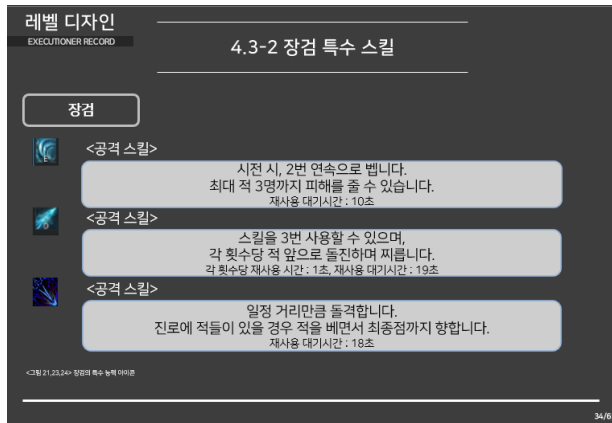 레벨 디자인
EXECUTIONER RECORD
4.3-2 장검 특수 스킬
장검
<공격 스킬>
시전 시, 2번 연속으로 벱니다.
최대 적 3명까지 피해를 줄 수 있습니다.
재사용 대기시간 : 10초
<공격 스킬>
스킬을 3번 사용할 수 있으며,
각 횟수당 적 앞으로 돌진하며 찌릅니다.
각 횟수당 재사용 시간 : 1초, 재사용 대기시간 : 19초
<공격 스킬>
일정 거리만큼 돌격합니다.
진로에 적들이 있을 경우 적을 베면서 최종점까지 향합니다.
재사용 대기시간 : 18초
<그림 21,23,24> 장검의 특수 능력 아이콘
34/6